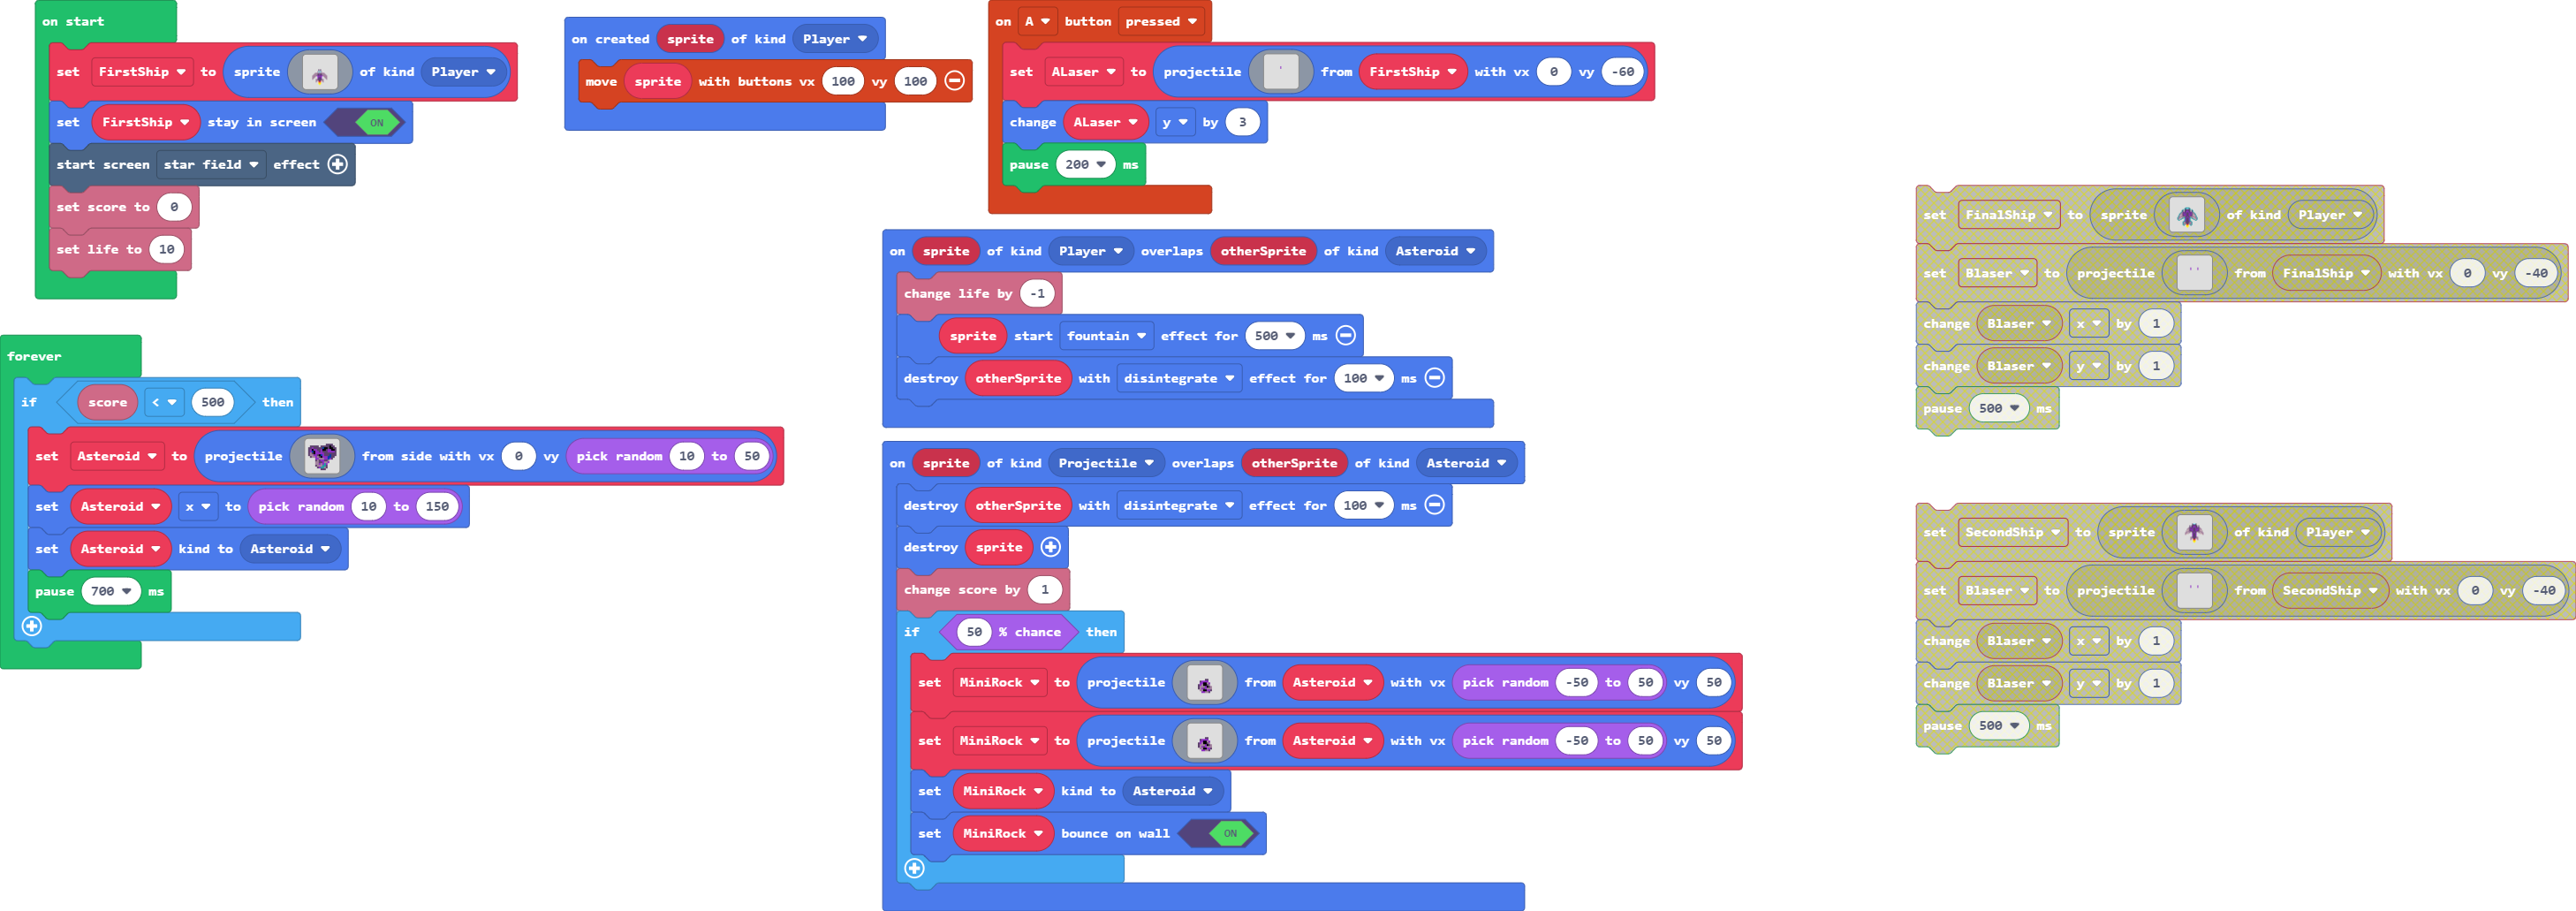 on start
set FirstShip to sprite of kind Player
set FirstShip stay in screen ON
start screen star field effect
set score to 0
set life to 10
forever
if score < 500 then
set Asteroid to projectile from side with vx 0 vy pick random 10 to 50
set Asteroid x to pick random 10 to 150
set Asteroid kind to Asteroid
pause 700 ms
on created sprite of kind Player
move sprite with buttons vx 100 vy 100
on A button pressed
set ALaser to projectile from FirstShip with vx 0 vy -60
change ALaser y by 3
pause 200 ms
on sprite of kind Player overlaps otherSprite of kind Asteroid
change life by -1
sprite start fountain effect for 500 ms
destroy otherSprite with disintegrate effect for 100 ms
on sprite of kind Projectile overlaps otherSprite of kind Asteroid
destroy otherSprite with disintegrate effect for 100 ms
destroy sprite
change score by 1
if 50 % chance then
set MiniRock to projectile from Asteroid with vx pick random -50 to 50 vy 50
set MiniRock to projectile from Asteroid with vx pick random -50 to 50 vy 50
set MiniRock kind to Asteroid
set MiniRock bounce on wall ON
set FinalShip to sprite of kind Player
set Blaser to projectile from FinalShip with vx 0 vy -40
change Blaser x by 1
change Blaser y by 1
pause 500 ms
set SecondShip to sprite of kind Player
set Blaser to projectile from SecondShip with vx 0 vy -40
change Blaser x by 1
change Blaser y by 1
pause 500 ms